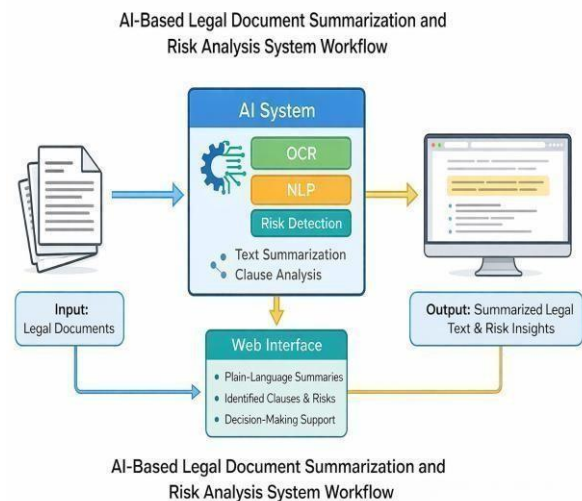 AI-Based Legal Document Summarization and
Risk Analysis System Workflow
AI System
OCR
NLP
Risk Detection
Text Summarization
Clause Analysis
Input:
Legal Documents
Output: Summarized Legal
Text & Risk Insights
Web Interface
• Plain-Language Summaries
• Identified Clauses & Risks
• Decision-Making Support
AI-Based Legal Document Summarization and
Risk Analysis System Workflow